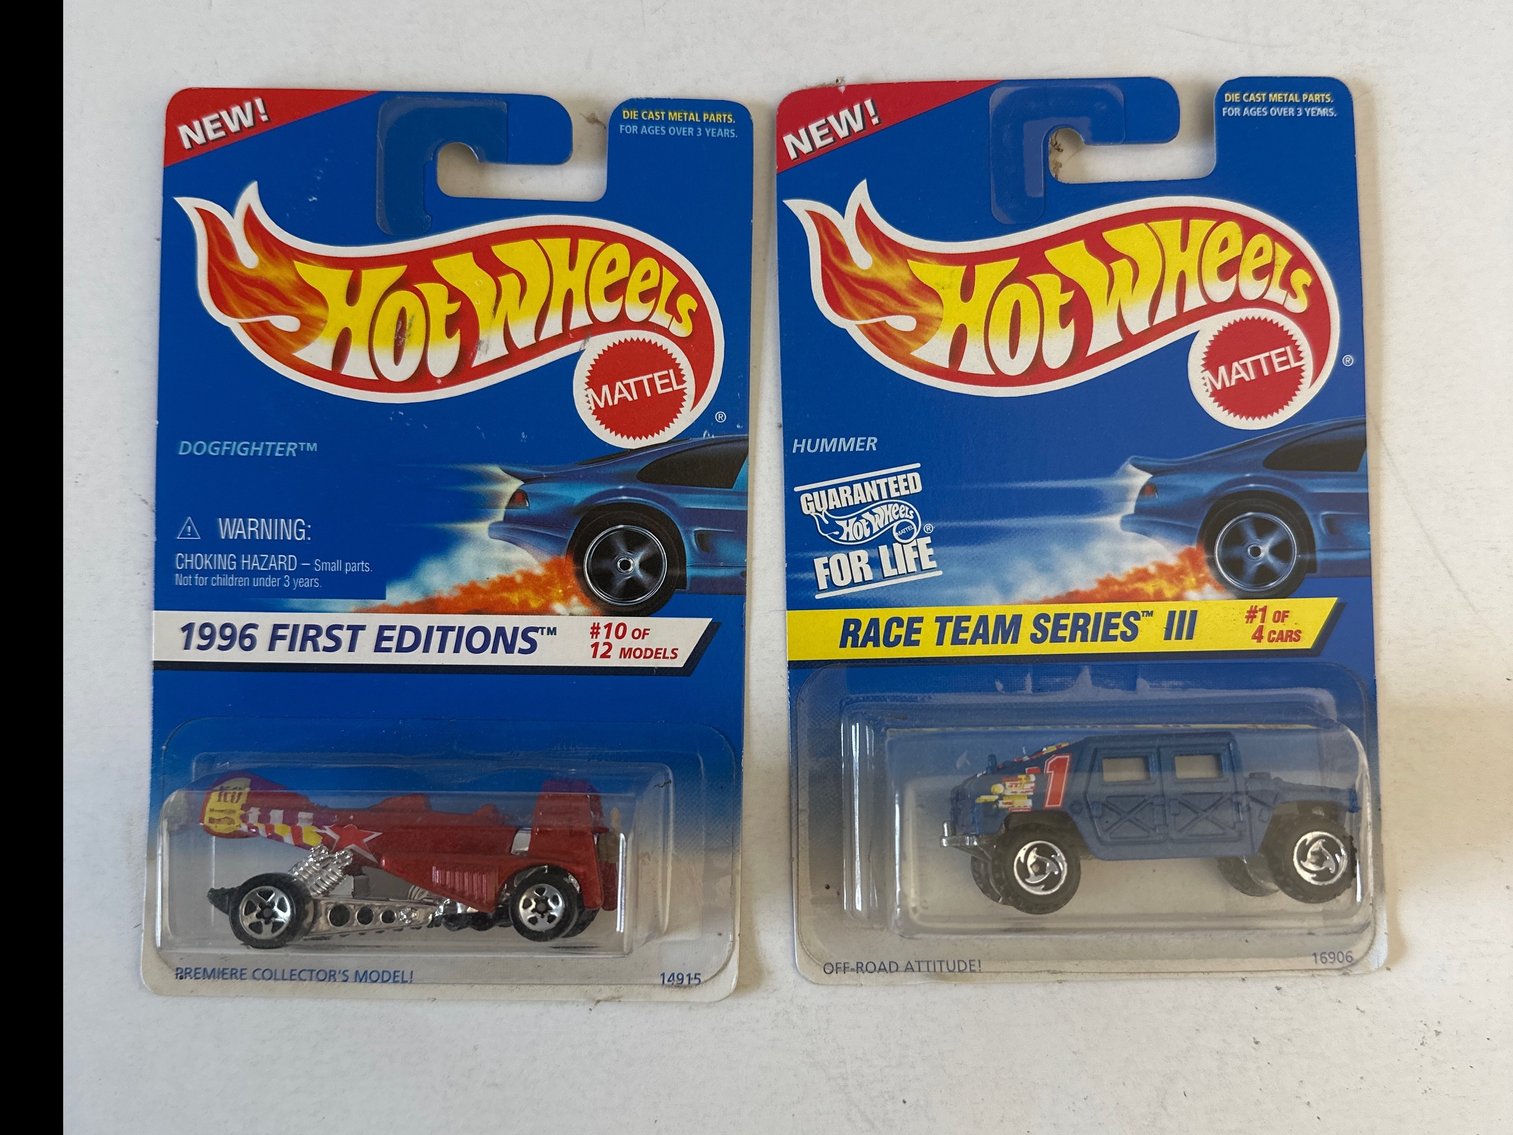 NEW!
DIE CAST METAL PARTS.
FOR AGES OVER 3 YEARS.
HOT WHEELS
MATTEL
®
DOGFIGHTER™
⚠ WARNING:
CHOKING HAZARD – Small parts.
Not for children under 3 years.
1996 FIRST EDITIONS™
#10 OF
12 MODELS
PREMIERE COLLECTOR'S MODEL!
14915
NEW!
DIE CAST METAL PARTS.
FOR AGES OVER 3 YEARS.
HOT WHEELS
MATTEL
®
HUMMER
GUARANTEED
HOT WHEELS
MATTEL
®
FOR LIFE
RACE TEAM SERIES™ III
#1 OF
4 CARS
1
OFF-ROAD ATTITUDE!
16906